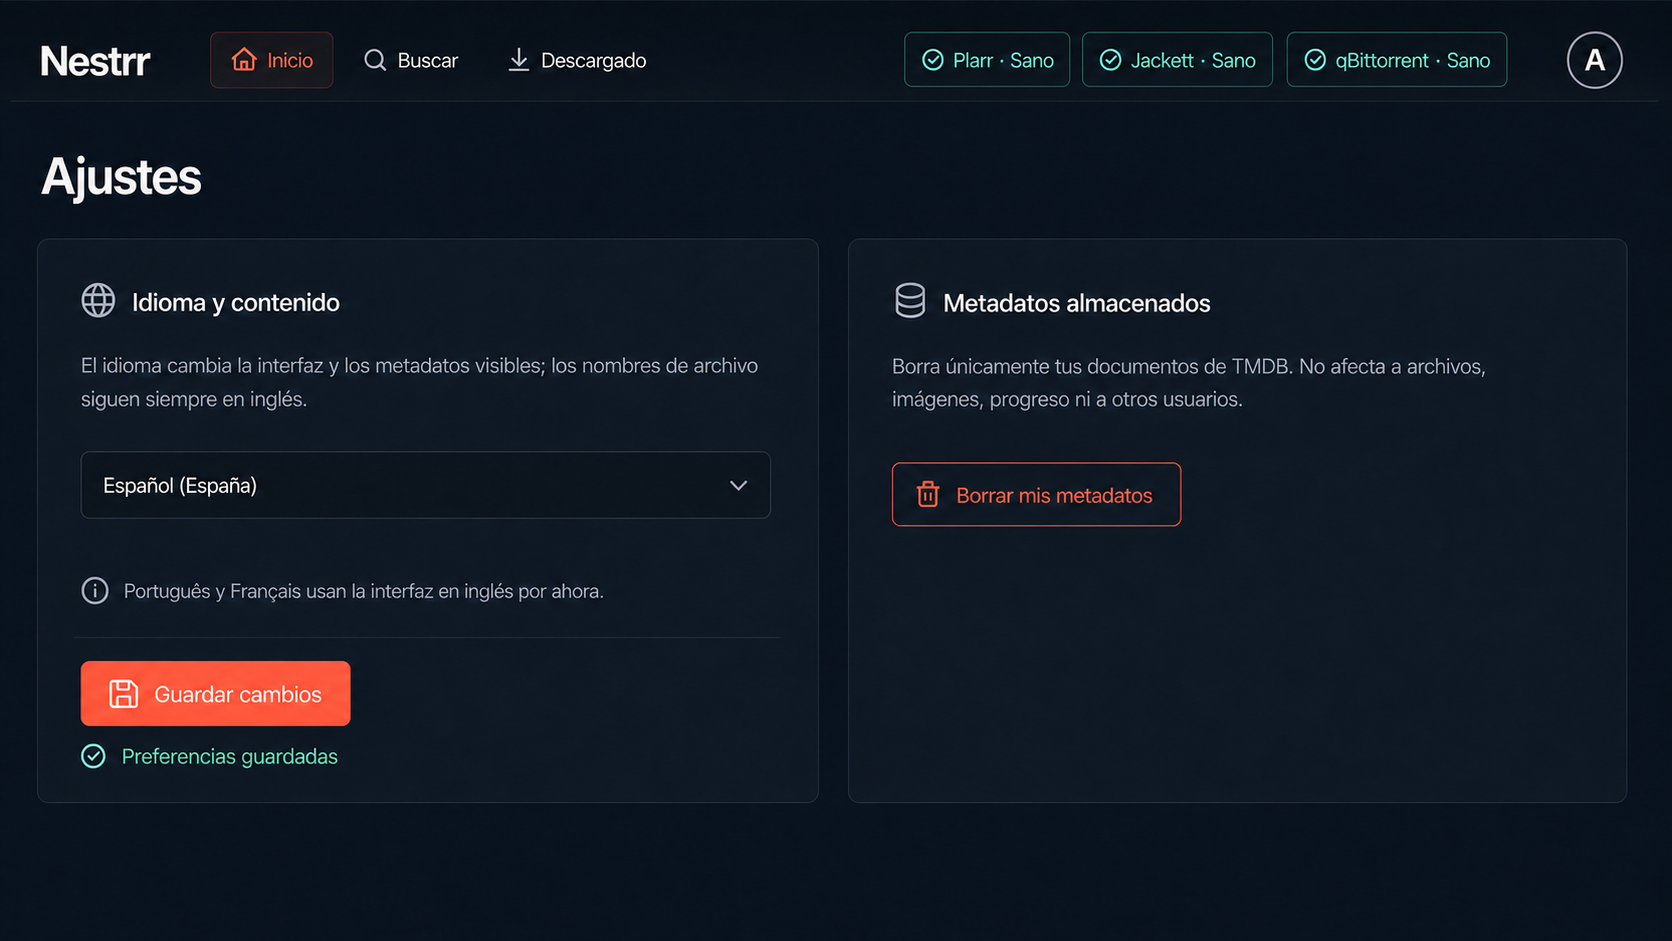 Nestrr
Inicio
Buscar
Descargado
Plarr · Sano
Jackett · Sano
qBittorrent · Sano
A
Ajustes
Idioma y contenido
El idioma cambia la interfaz y los metadatos visibles; los nombres de archivo
siguen siempre en inglés.
Español (España)
Português y Français usan la interfaz en inglés por ahora.
Guardar cambios
Preferencias guardadas
Metadatos almacenados
Borra únicamente tus documentos de TMDB. No afecta a archivos,
imágenes, progreso ni a otros usuarios.
Borrar mis metadatos